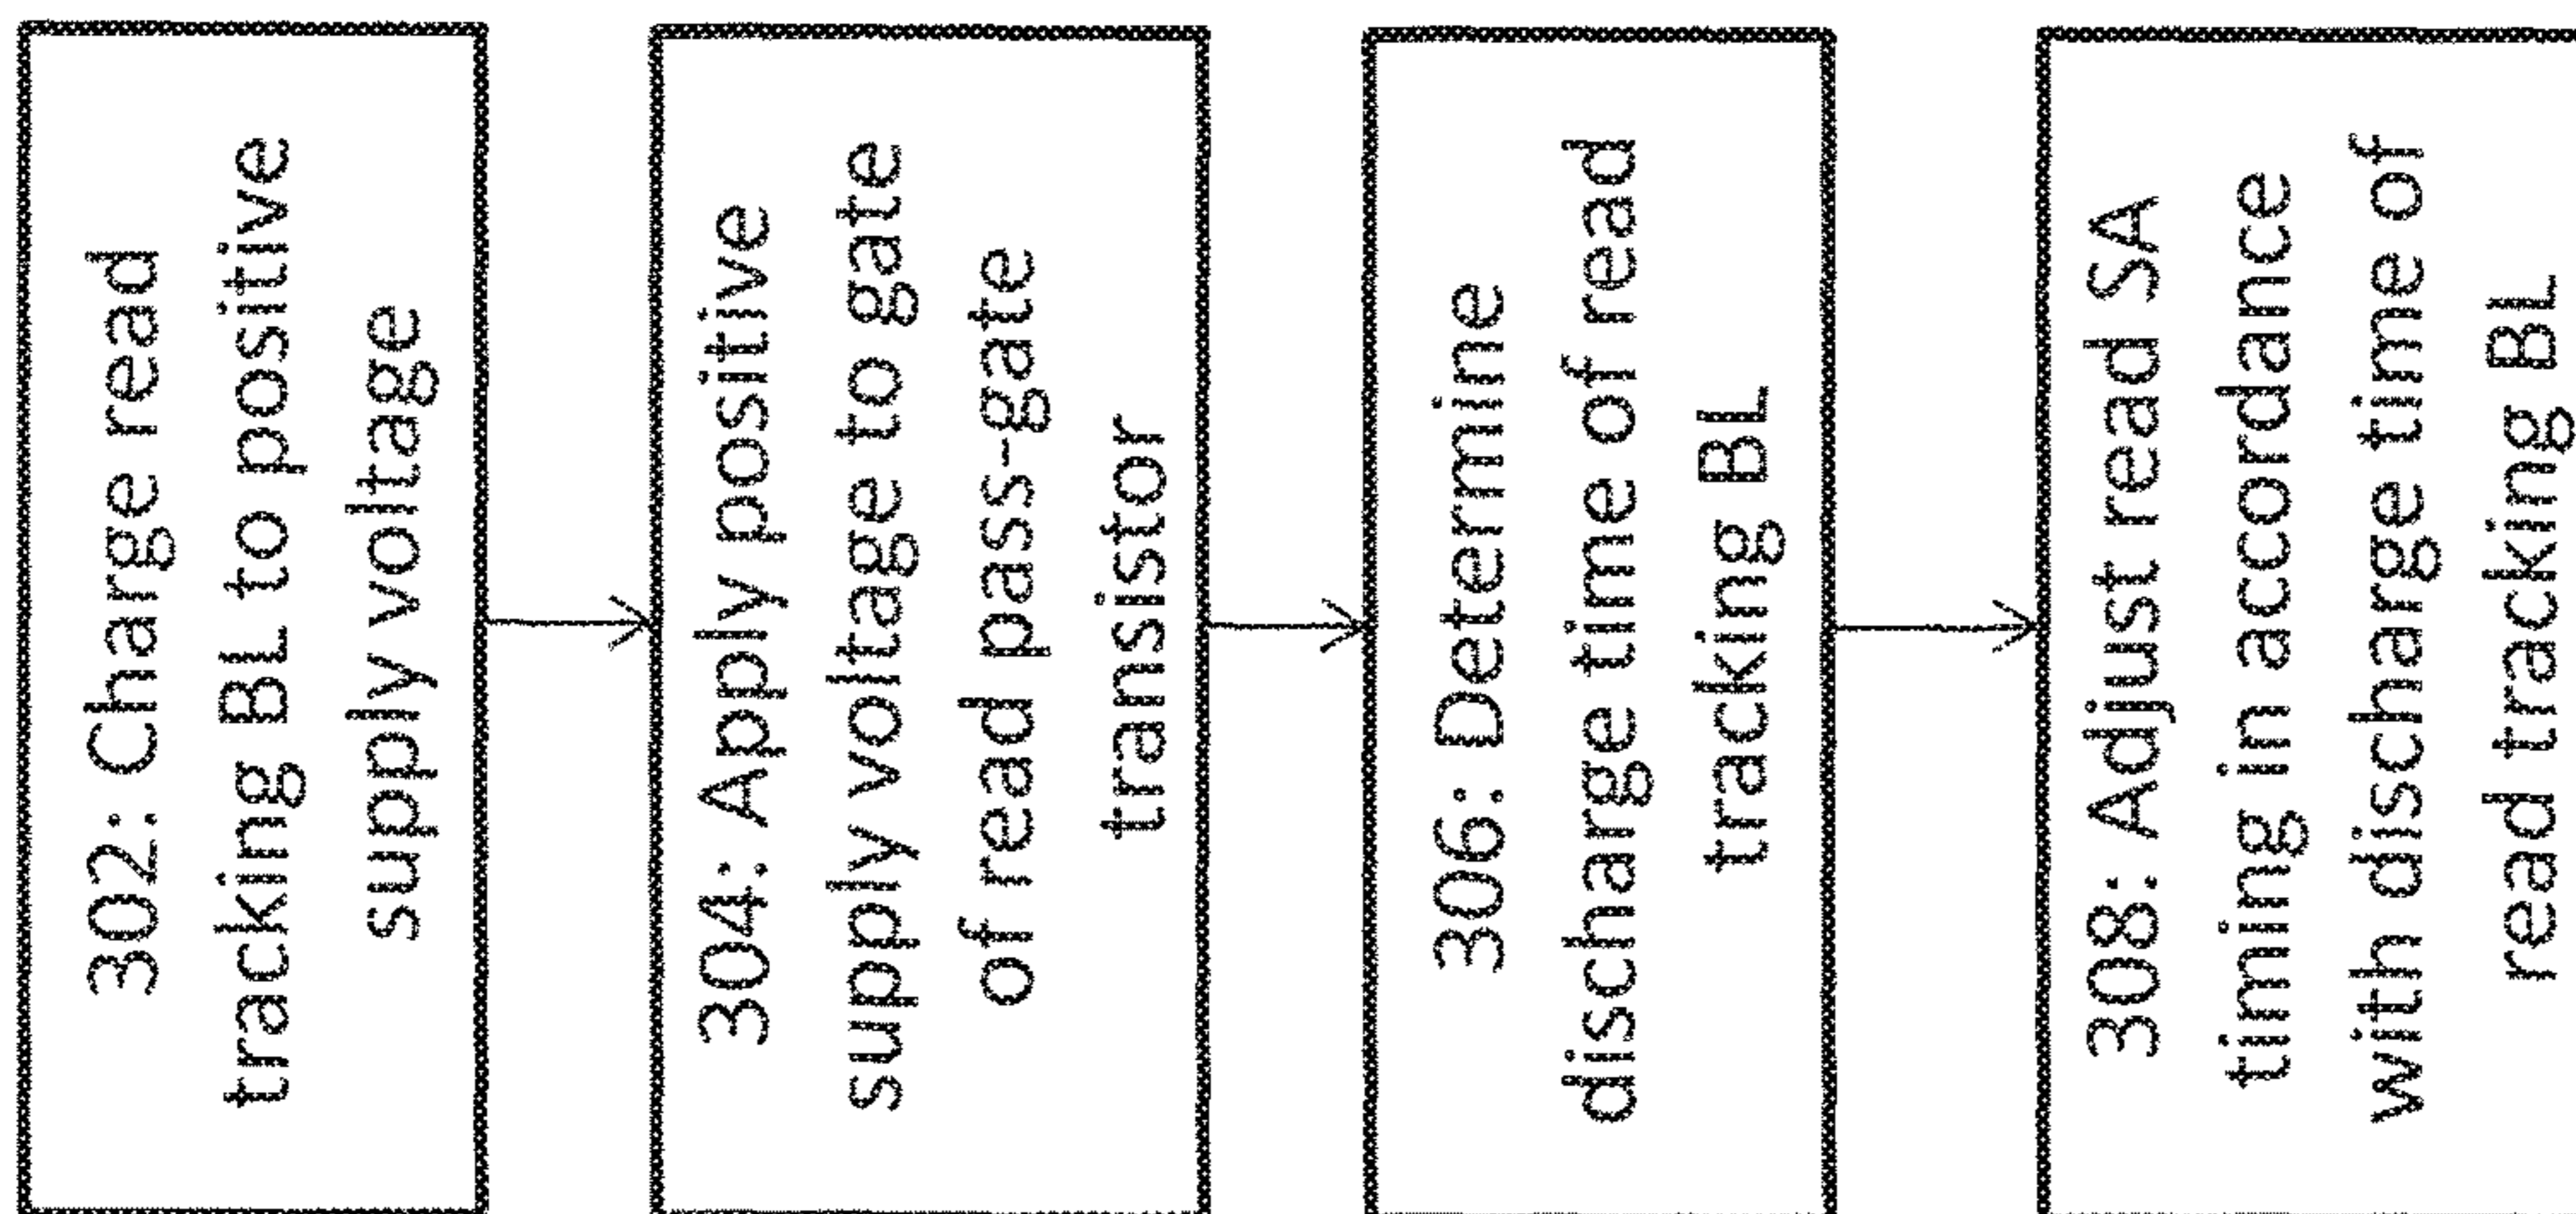 302: Charge read
tracking BL to positive
supply voltage
304: Apply positive
supply voltage to gate
of read pass-gate
transistor
306: Determine
discharge time of read
tracking BL
308: Adjust read SA
timing in accordance
with discharge time of
read tracking BL